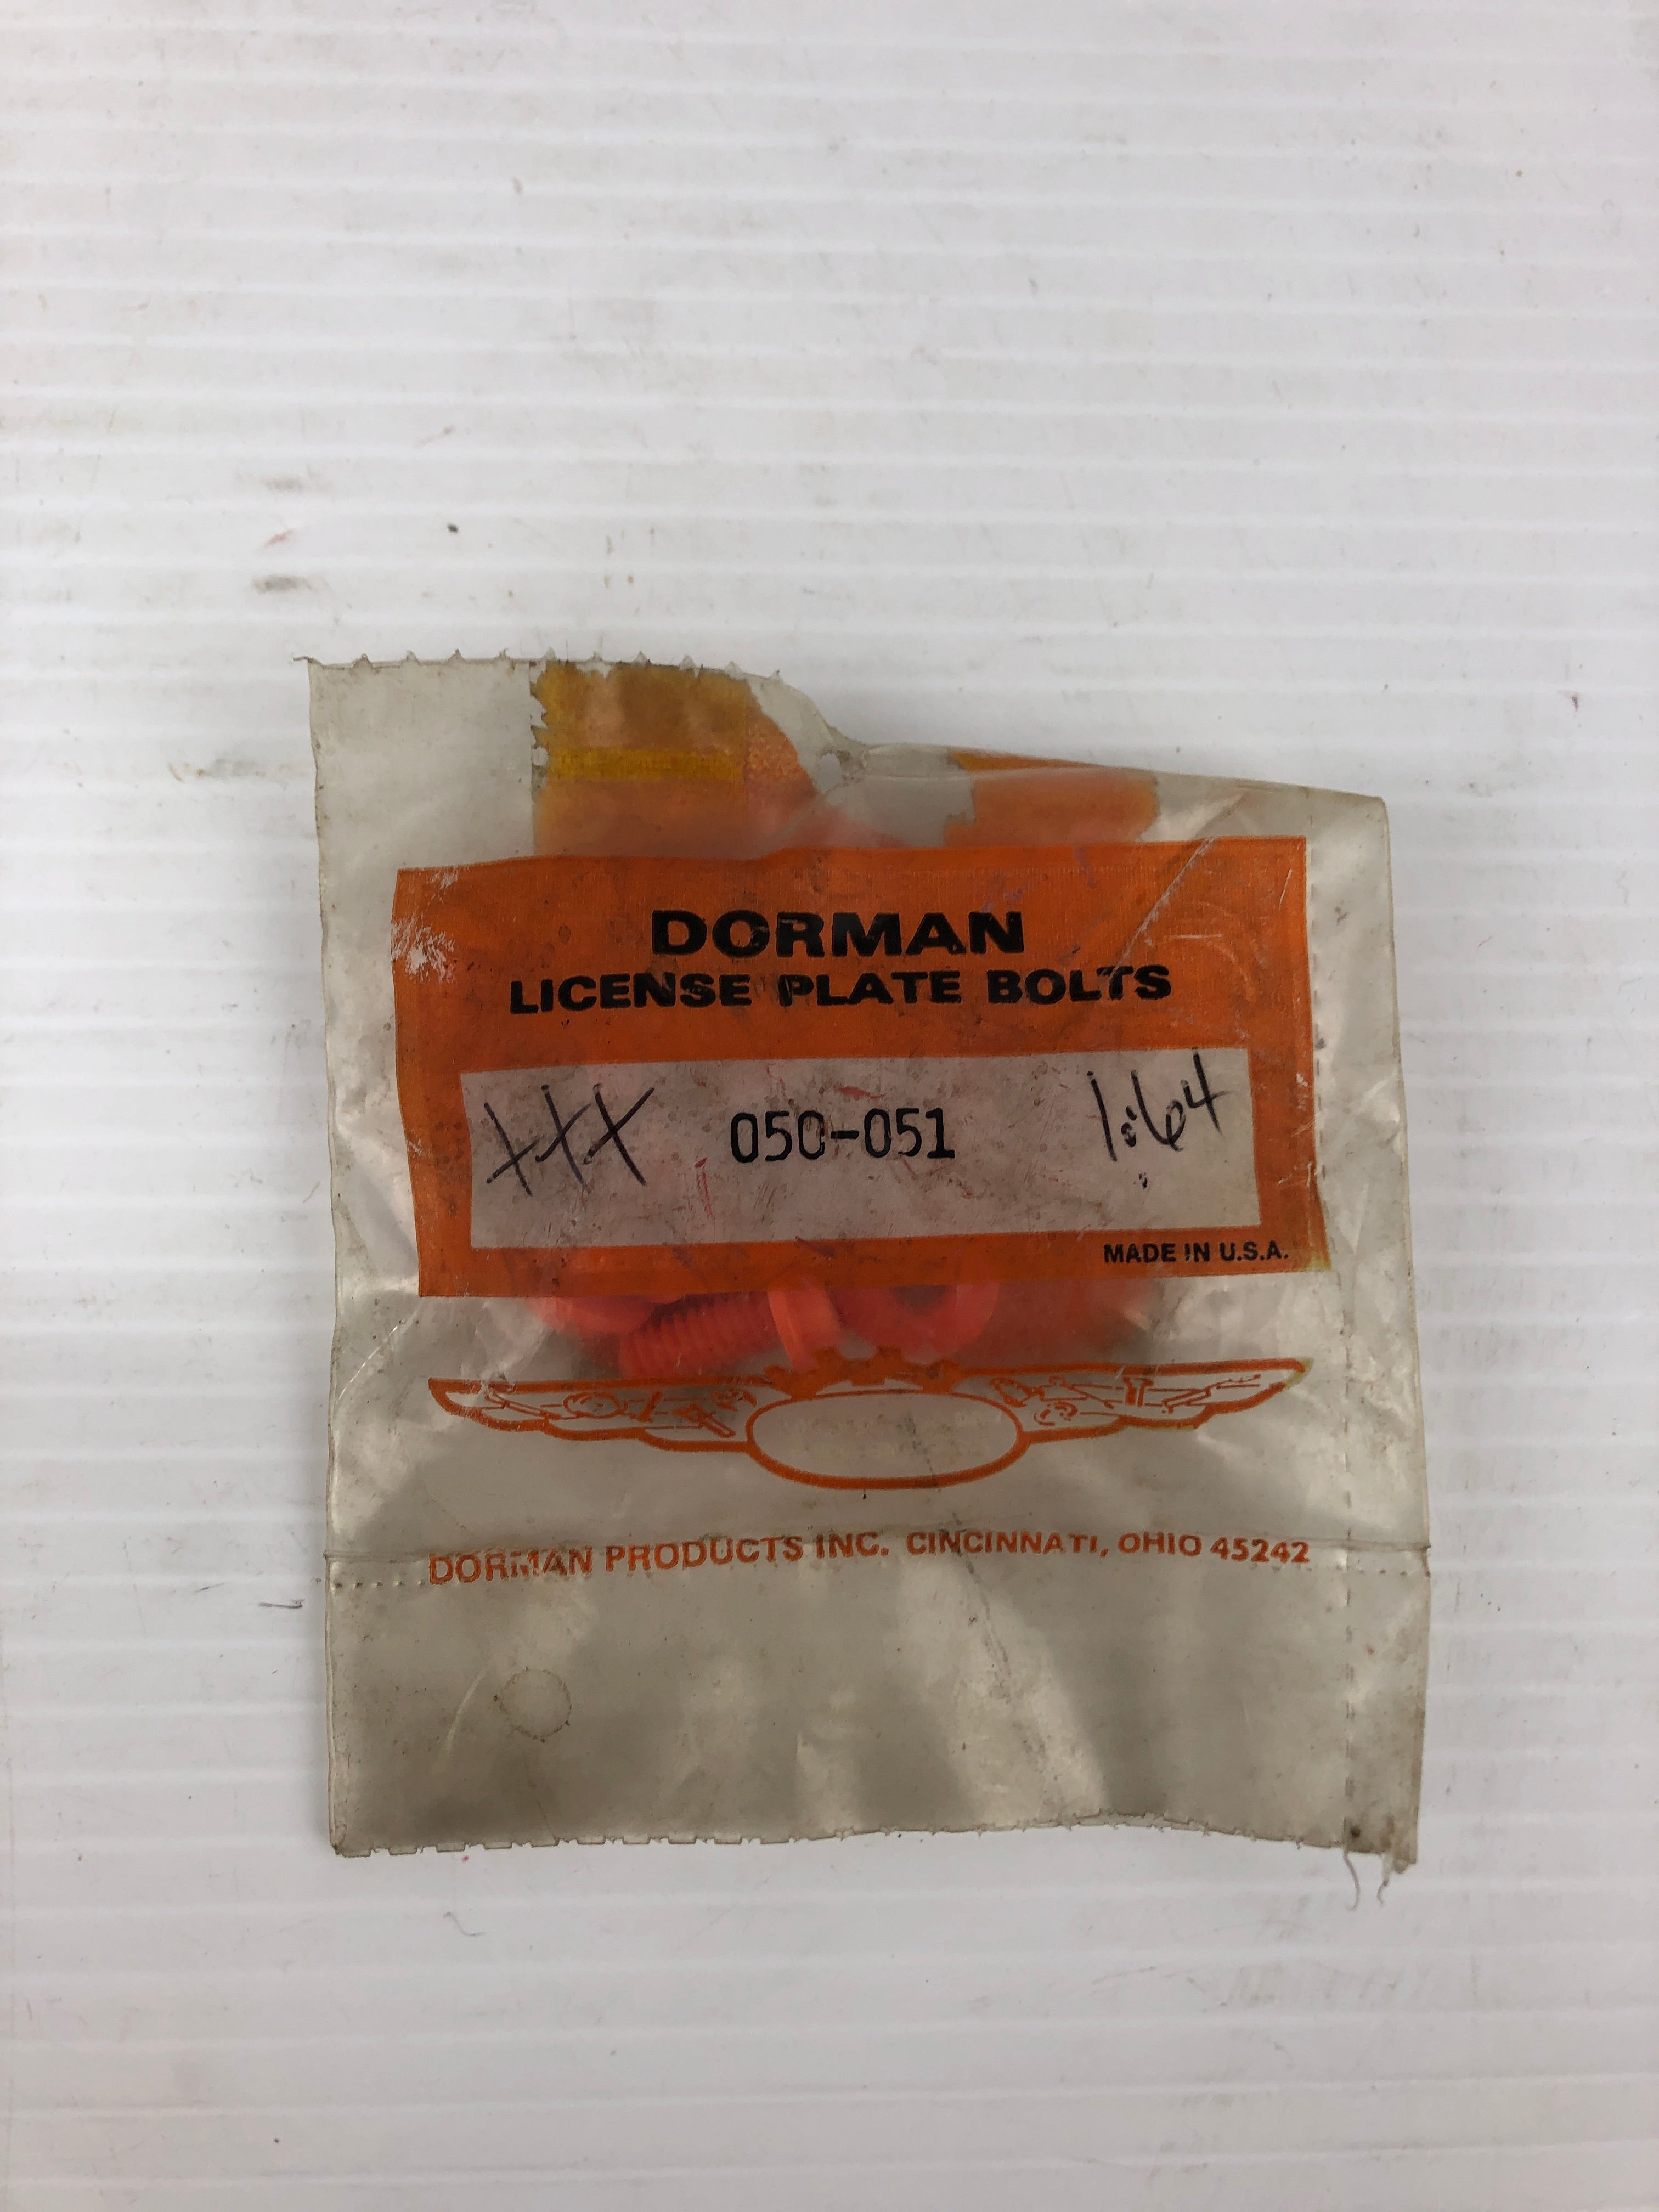 DORMAN
LICENSE PLATE BOLTS
XXX 050-051 1:64
MADE IN U.S.A.
DORMAN PRODUCTS INC. CINCINNATI, OHIO 45242